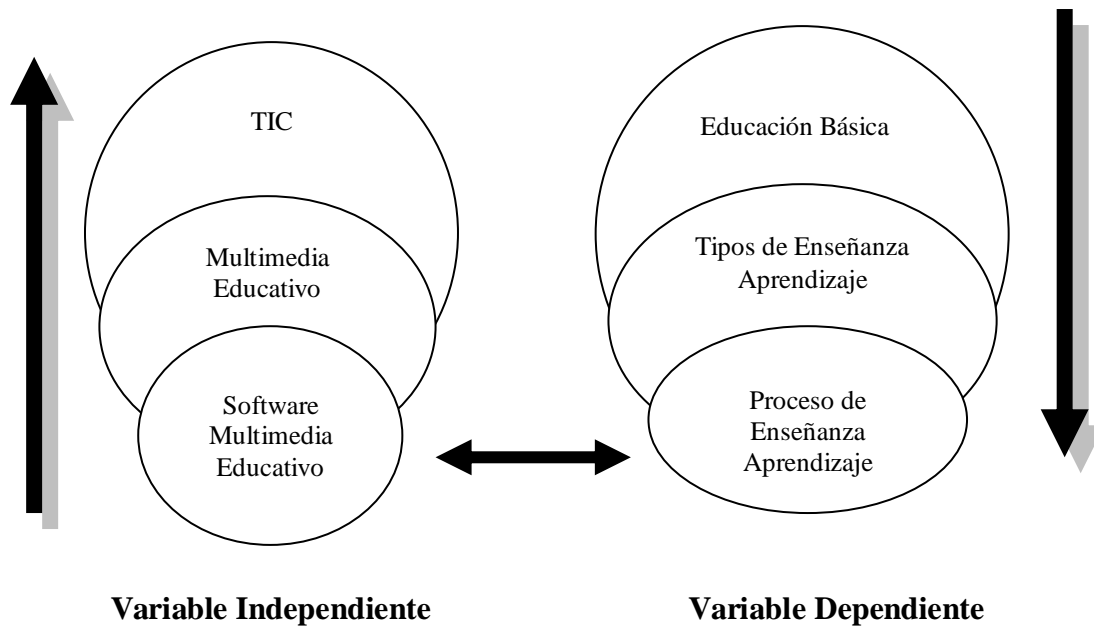 TIC
Multimedia
Educativo
Software
Multimedia
Educativo
Variable Independiente
Educación Básica
Tipos de Enseñanza
Aprendizaje
Proceso de
Enseñanza
Aprendizaje
Variable Dependiente